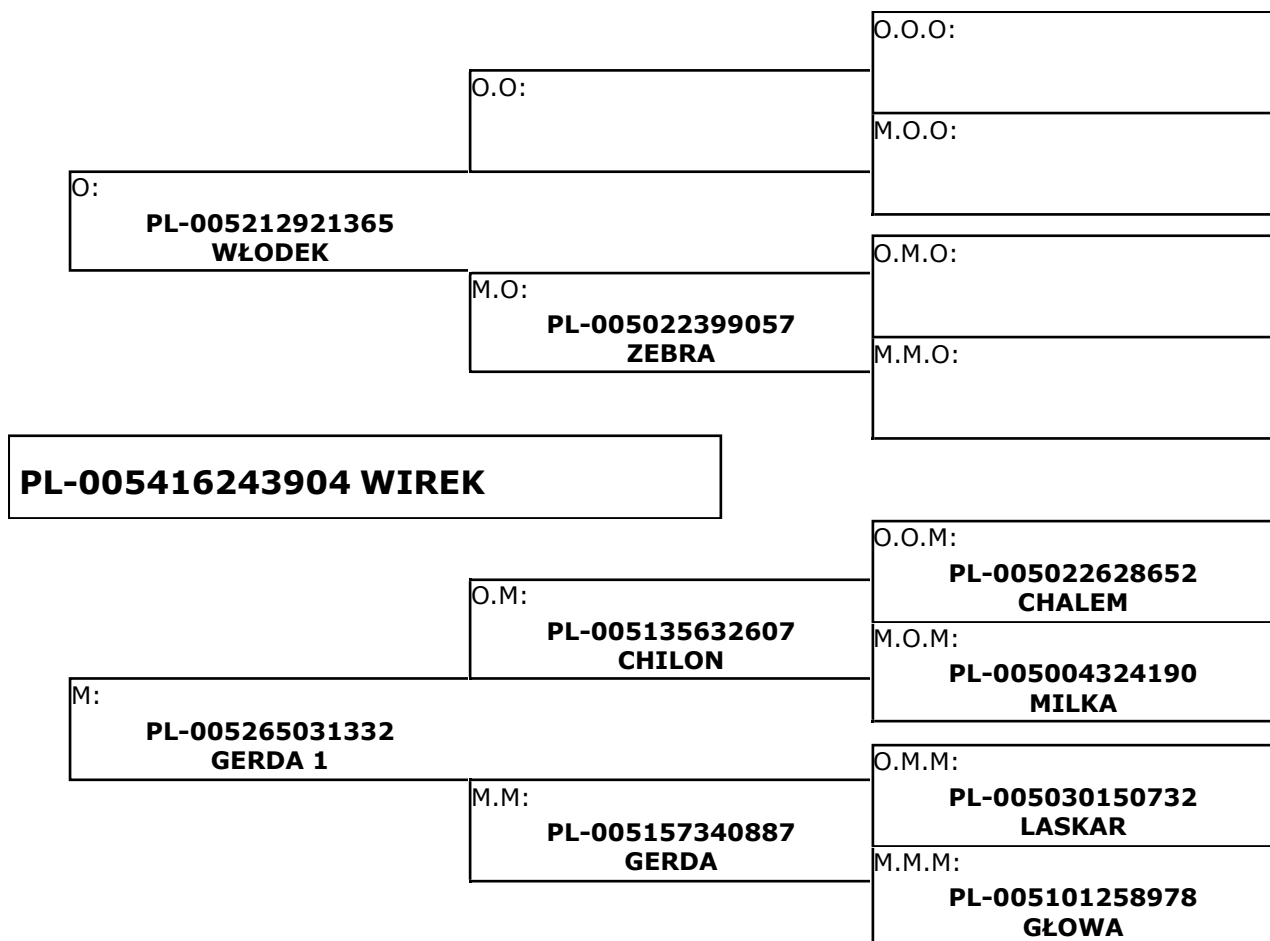 O.O.O:
O.O:
M.O.O:
O:
PL-005212921365
WŁODEK
O.M.O:
M.O:
PL-005022399057
ZEBRA
M.M.O:
PL-005416243904 WIREK
O.O.M:
PL-005022628652
CHALEM
O.M:
PL-005135632607
CHILON
M.O.M:
PL-005004324190
MILKA
M:
PL-005265031332
GERDA 1
O.M.M:
PL-005030150732
LASKAR
M.M:
PL-005157340887
GERDA
M.M.M:
PL-005101258978
GŁOWA